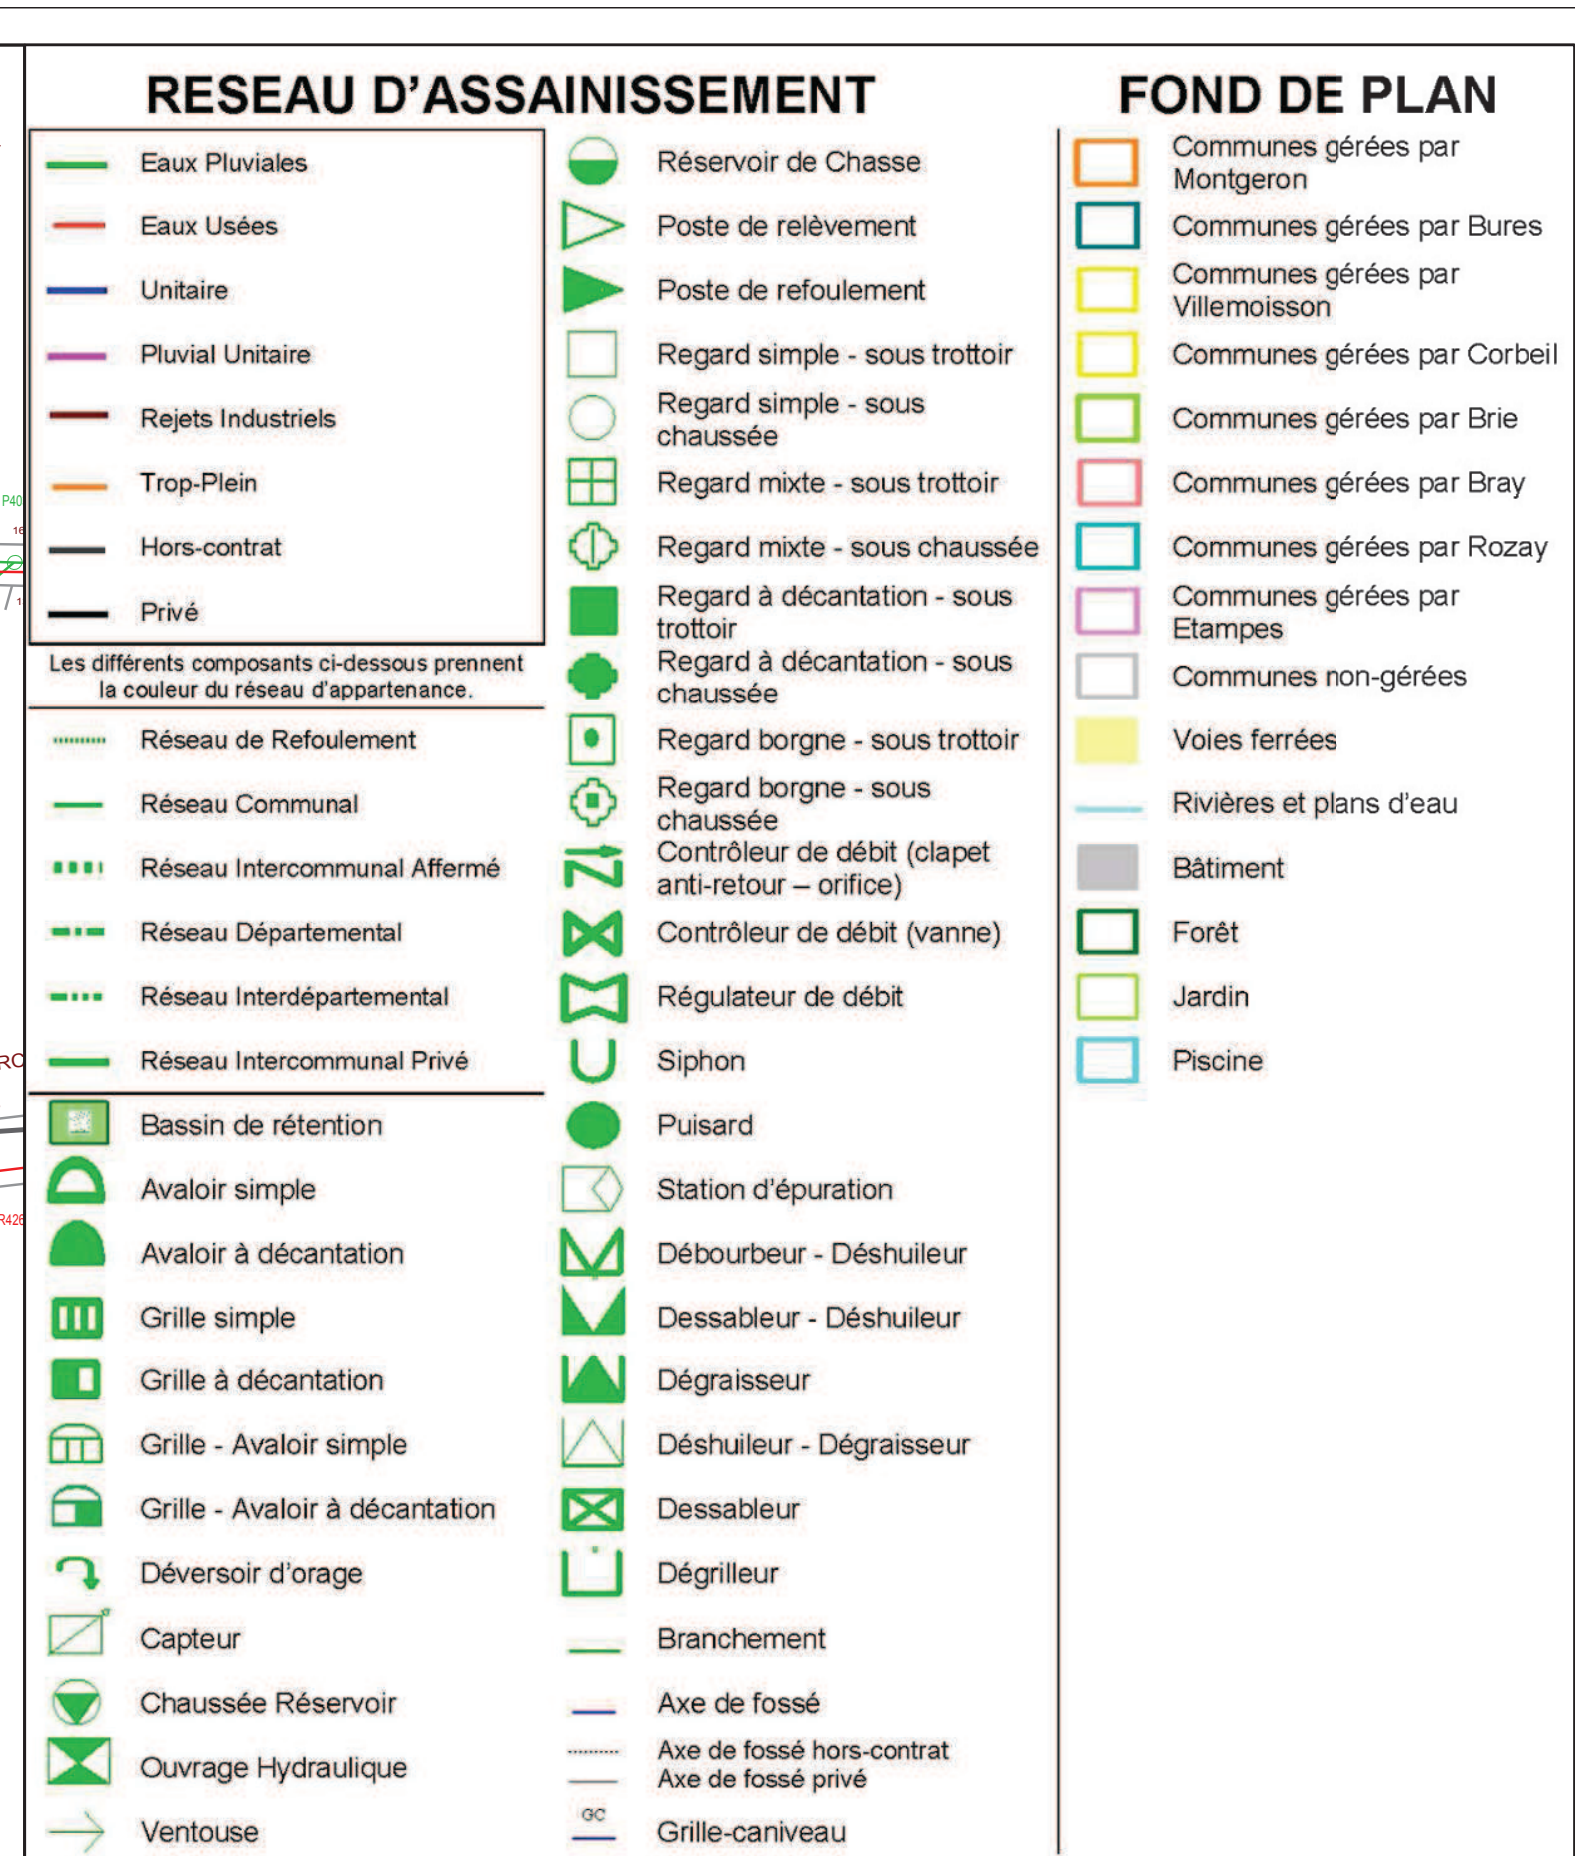 RESEAU D'ASSAINISSEMENT
Eaux Pluviales
Eaux Usées
Unitaire
Pluvial Unitaire
Rejets Industriels
Trop-Plein
Hors-contrat
Privé
Les différents composants ci-dessous prennent
la couleur du réseau d'appartenance.
Réseau de Refoulement
Réseau Communal
Réseau Intercommunal Affermé
Réseau Départemental
Réseau Interdépartemental
Réseau Intercommunal Privé
Bassin de rétention
Avaloir simple
Avaloir à décantation
Grille simple
Grille à décantation
Grille - Avaloir simple
Grille - Avaloir à décantation
Déversoir d'orage
Capteur
Chaussée Réservoir
Ouvrage Hydraulique
Ventouse
Réservoir de Chasse
Poste de relèvement
Poste de refoulement
Regard simple - sous trottoir
Regard simple - sous
chaussée
Regard mixte - sous trottoir
Regard mixte - sous chaussée
Regard à décantation - sous
trottoir
Regard à décantation - sous
chaussée
Regard borgne - sous trottoir
Regard borgne - sous
chaussée
Contrôleur de débit (clapet
anti-retour – orifice)
Contrôleur de débit (vanne)
Régulateur de débit
Siphon
Puisard
Station d'épuration
Débourbeur - Déshuileur
Dessableur - Déshuileur
Dégraisseur
Déshuileur - Dégraisseur
Dessableur
Dégrilleur
Branchement
Axe de fossé
Axe de fossé hors-contrat
Axe de fossé privé
GC
Grille-caniveau
FOND DE PLAN
Communes gérées par
Montgeron
Communes gérées par Bures
Communes gérées par
Villemoisson
Communes gérées par Corbeil
Communes gérées par Brie
Communes gérées par Bray
Communes gérées par Rozay
Communes gérées par
Etampes
Communes non-gérées
Voies ferrées
Rivières et plans d'eau
Bâtiment
Forêt
Jardin
Piscine
P40
16
1
RO
R426